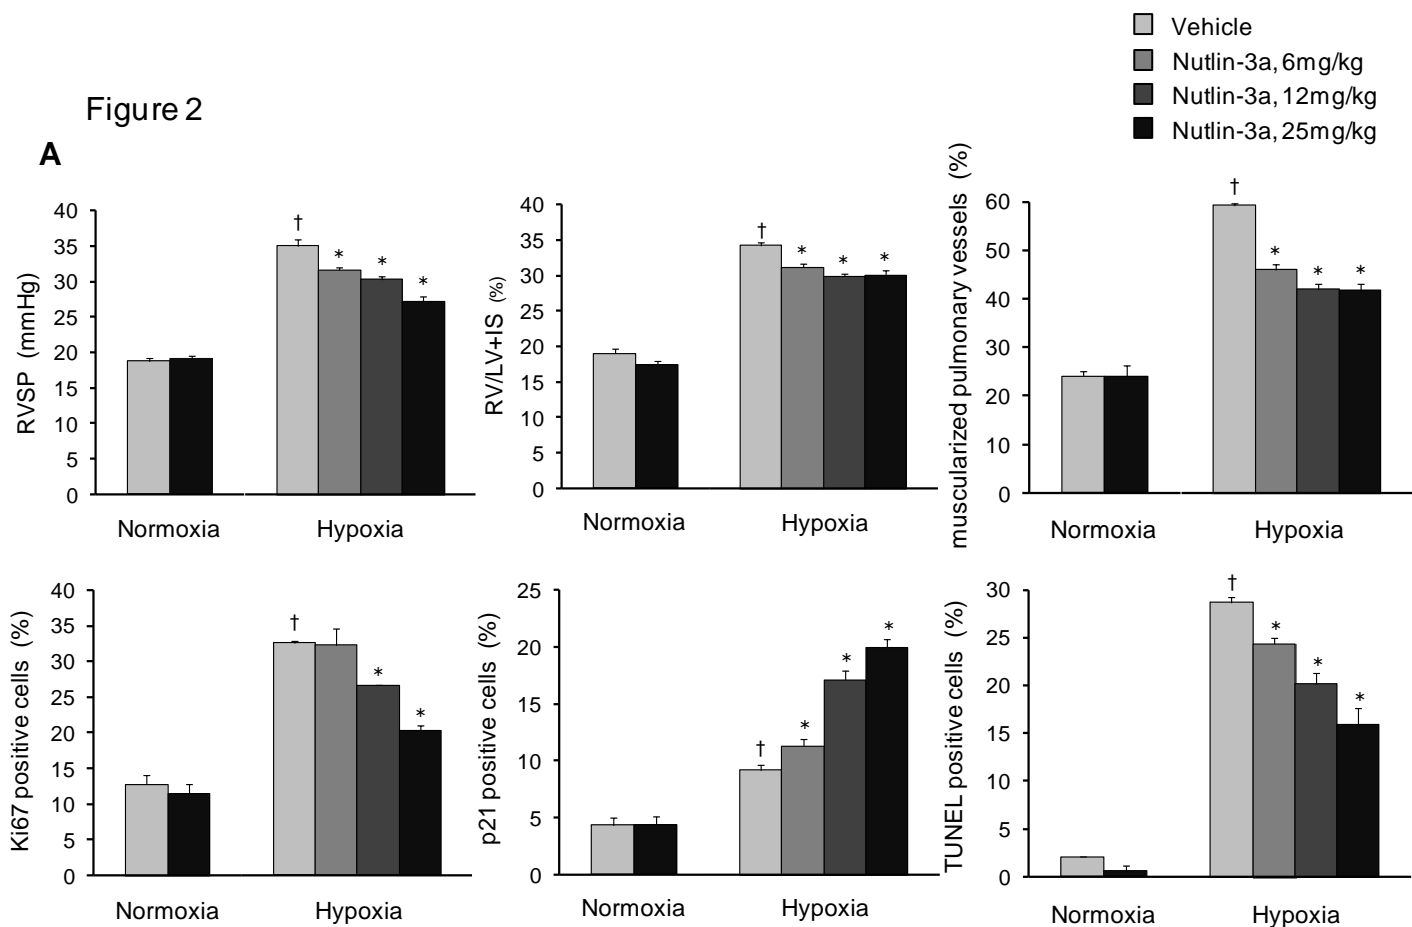 Vehicle
Nutlin-3a, 6mg/kg
Nutlin-3a, 12mg/kg
Nutlin-3a, 25mg/kg
Figure 2
A
RVSP (mmHg)
40
35
30
25
20
15
10
5
0
†
*
*
*
Normoxia
Hypoxia
RV/LV+IS (%)
40
35
30
25
20
15
10
5
0
†
*
*
*
Normoxia
Hypoxia
muscularized pulmonary vessels (%)
60
50
40
30
20
10
0
†
*
*
*
Normoxia
Hypoxia
Ki67 positive cells (%)
40
35
30
25
20
15
10
5
0
†
*
*
Normoxia
Hypoxia
p21 positive cells (%)
25
20
15
10
5
0
†
*
*
*
Normoxia
Hypoxia
TUNEL positive cells (%)
30
25
20
15
10
5
0
†
*
*
*
Normoxia
Hypoxia